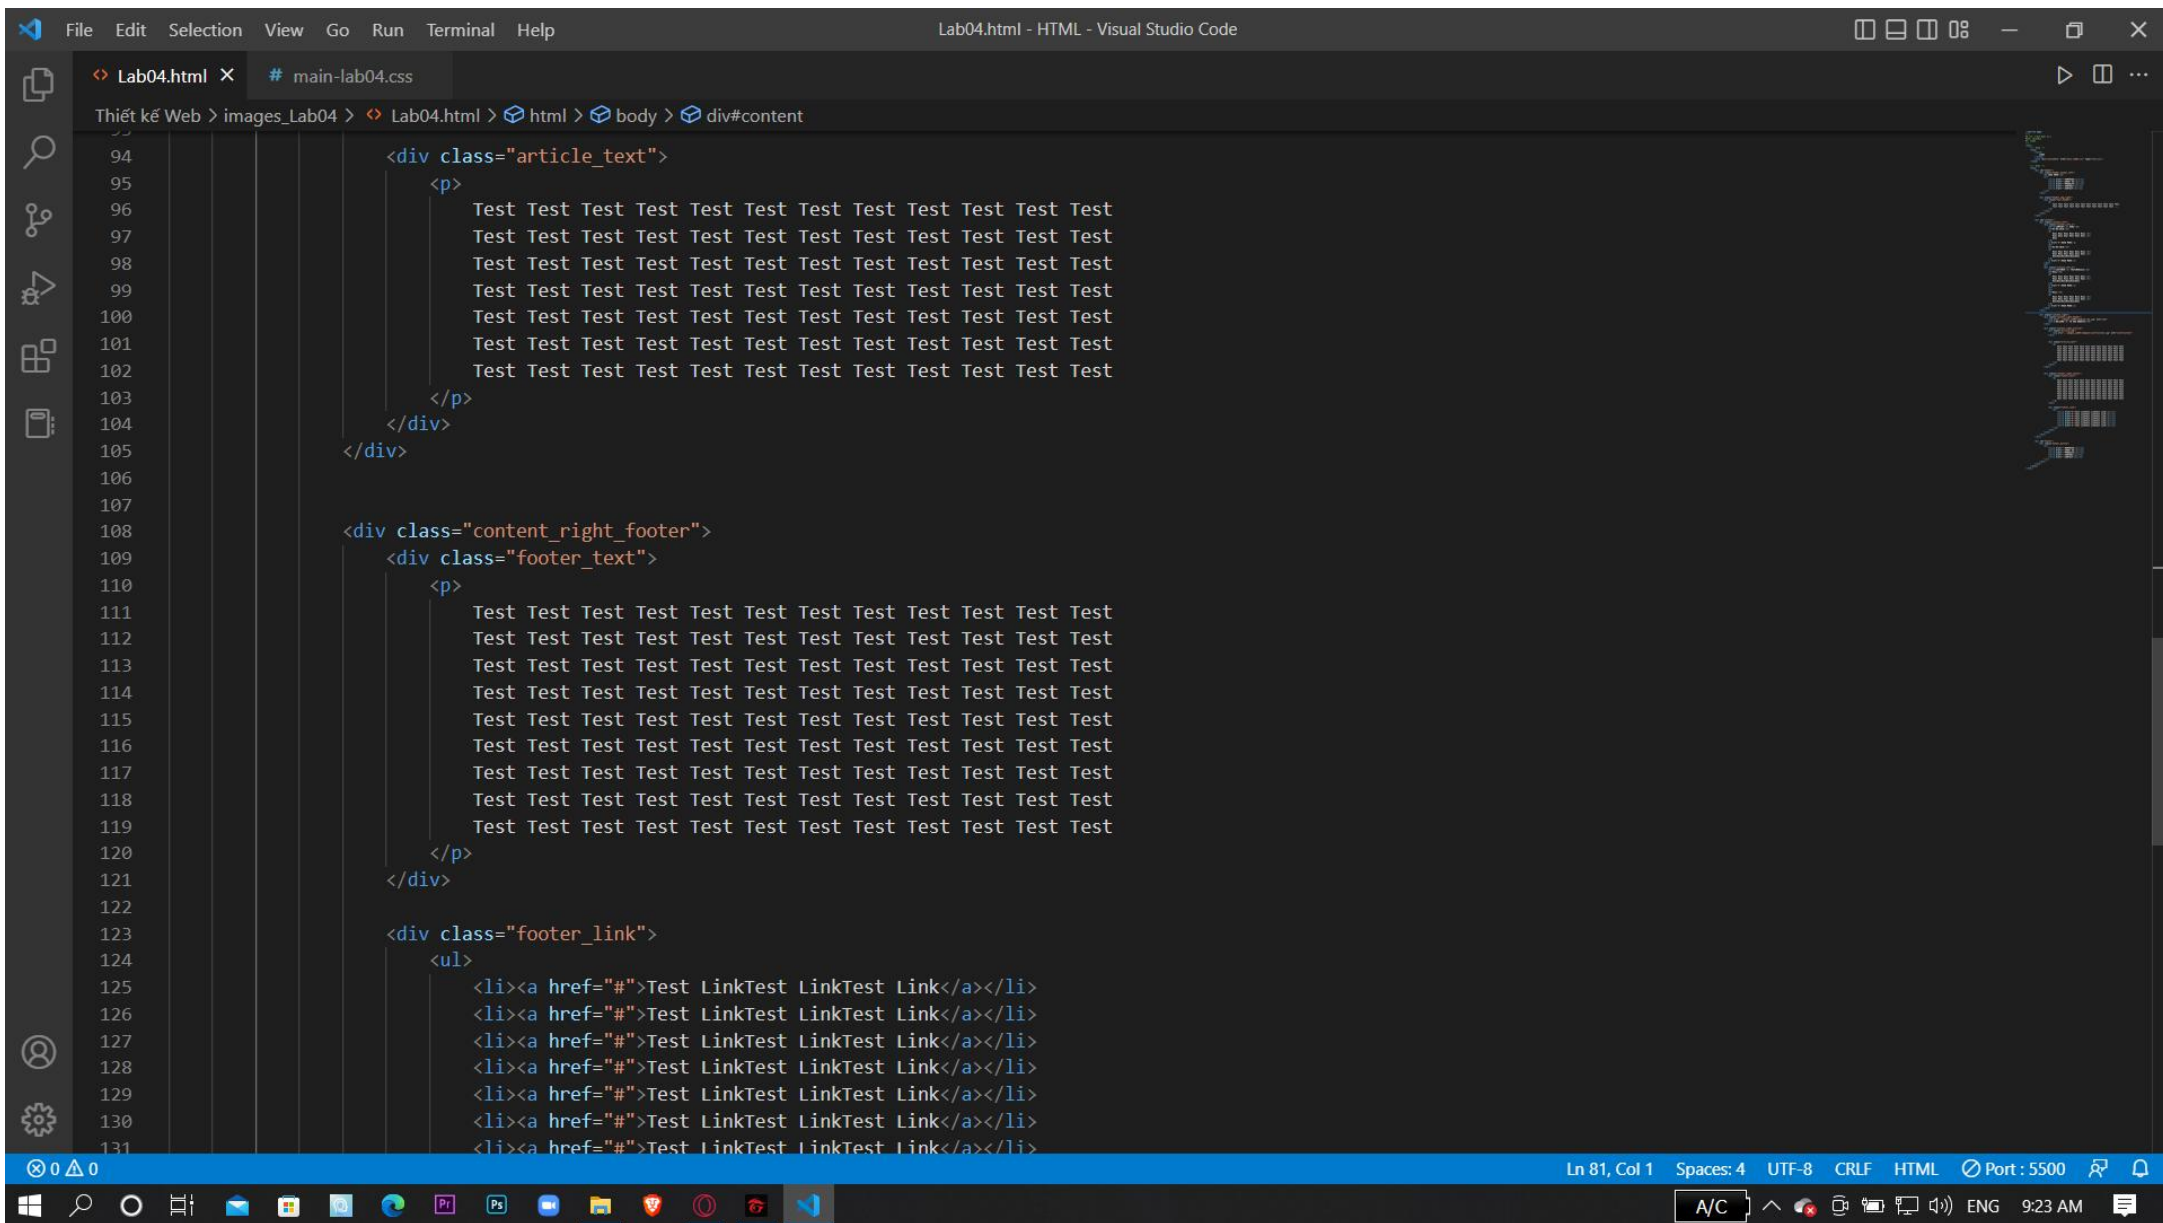 File Edit Selection View Go Run Terminal Help Lab04.html - HTML - Visual Studio Code
Lab04.html # main-lab04.css
Thiết kế Web > images_Lab04 > Lab04.html > html > body > div#content
93
94 <div class="article_text">
95 <p>
96 Test Test Test Test Test Test Test Test Test Test Test Test
97 Test Test Test Test Test Test Test Test Test Test Test Test
98 Test Test Test Test Test Test Test Test Test Test Test Test
99 Test Test Test Test Test Test Test Test Test Test Test Test
100 Test Test Test Test Test Test Test Test Test Test Test Test
101 Test Test Test Test Test Test Test Test Test Test Test Test
102 Test Test Test Test Test Test Test Test Test Test Test Test
103 </p>
104 </div>
105 </div>
106
107
108 <div class="content_right_footer">
109 <div class="footer_text">
110 <p>
111 Test Test Test Test Test Test Test Test Test Test Test Test
112 Test Test Test Test Test Test Test Test Test Test Test Test
113 Test Test Test Test Test Test Test Test Test Test Test Test
114 Test Test Test Test Test Test Test Test Test Test Test Test
115 Test Test Test Test Test Test Test Test Test Test Test Test
116 Test Test Test Test Test Test Test Test Test Test Test Test
117 Test Test Test Test Test Test Test Test Test Test Test Test
118 Test Test Test Test Test Test Test Test Test Test Test Test
119 Test Test Test Test Test Test Test Test Test Test Test Test
120 </p>
121 </div>
122
123 <div class="footer_link">
124 <ul>
125 <li><a href="#">Test LinkTest LinkTest Link</a></li>
126 <li><a href="#">Test LinkTest LinkTest Link</a></li>
127 <li><a href="#">Test LinkTest LinkTest Link</a></li>
128 <li><a href="#">Test LinkTest LinkTest Link</a></li>
129 <li><a href="#">Test LinkTest LinkTest Link</a></li>
130 <li><a href="#">Test LinkTest LinkTest Link</a></li>
131 <li><a href="#">Test LinkTest LinkTest Link</a></li>
0 0 Ln 81, Col 1 Spaces: 4 UTF-8 CRLF HTML Port : 5500
Pr Ps A/C ENG 9:23 AM